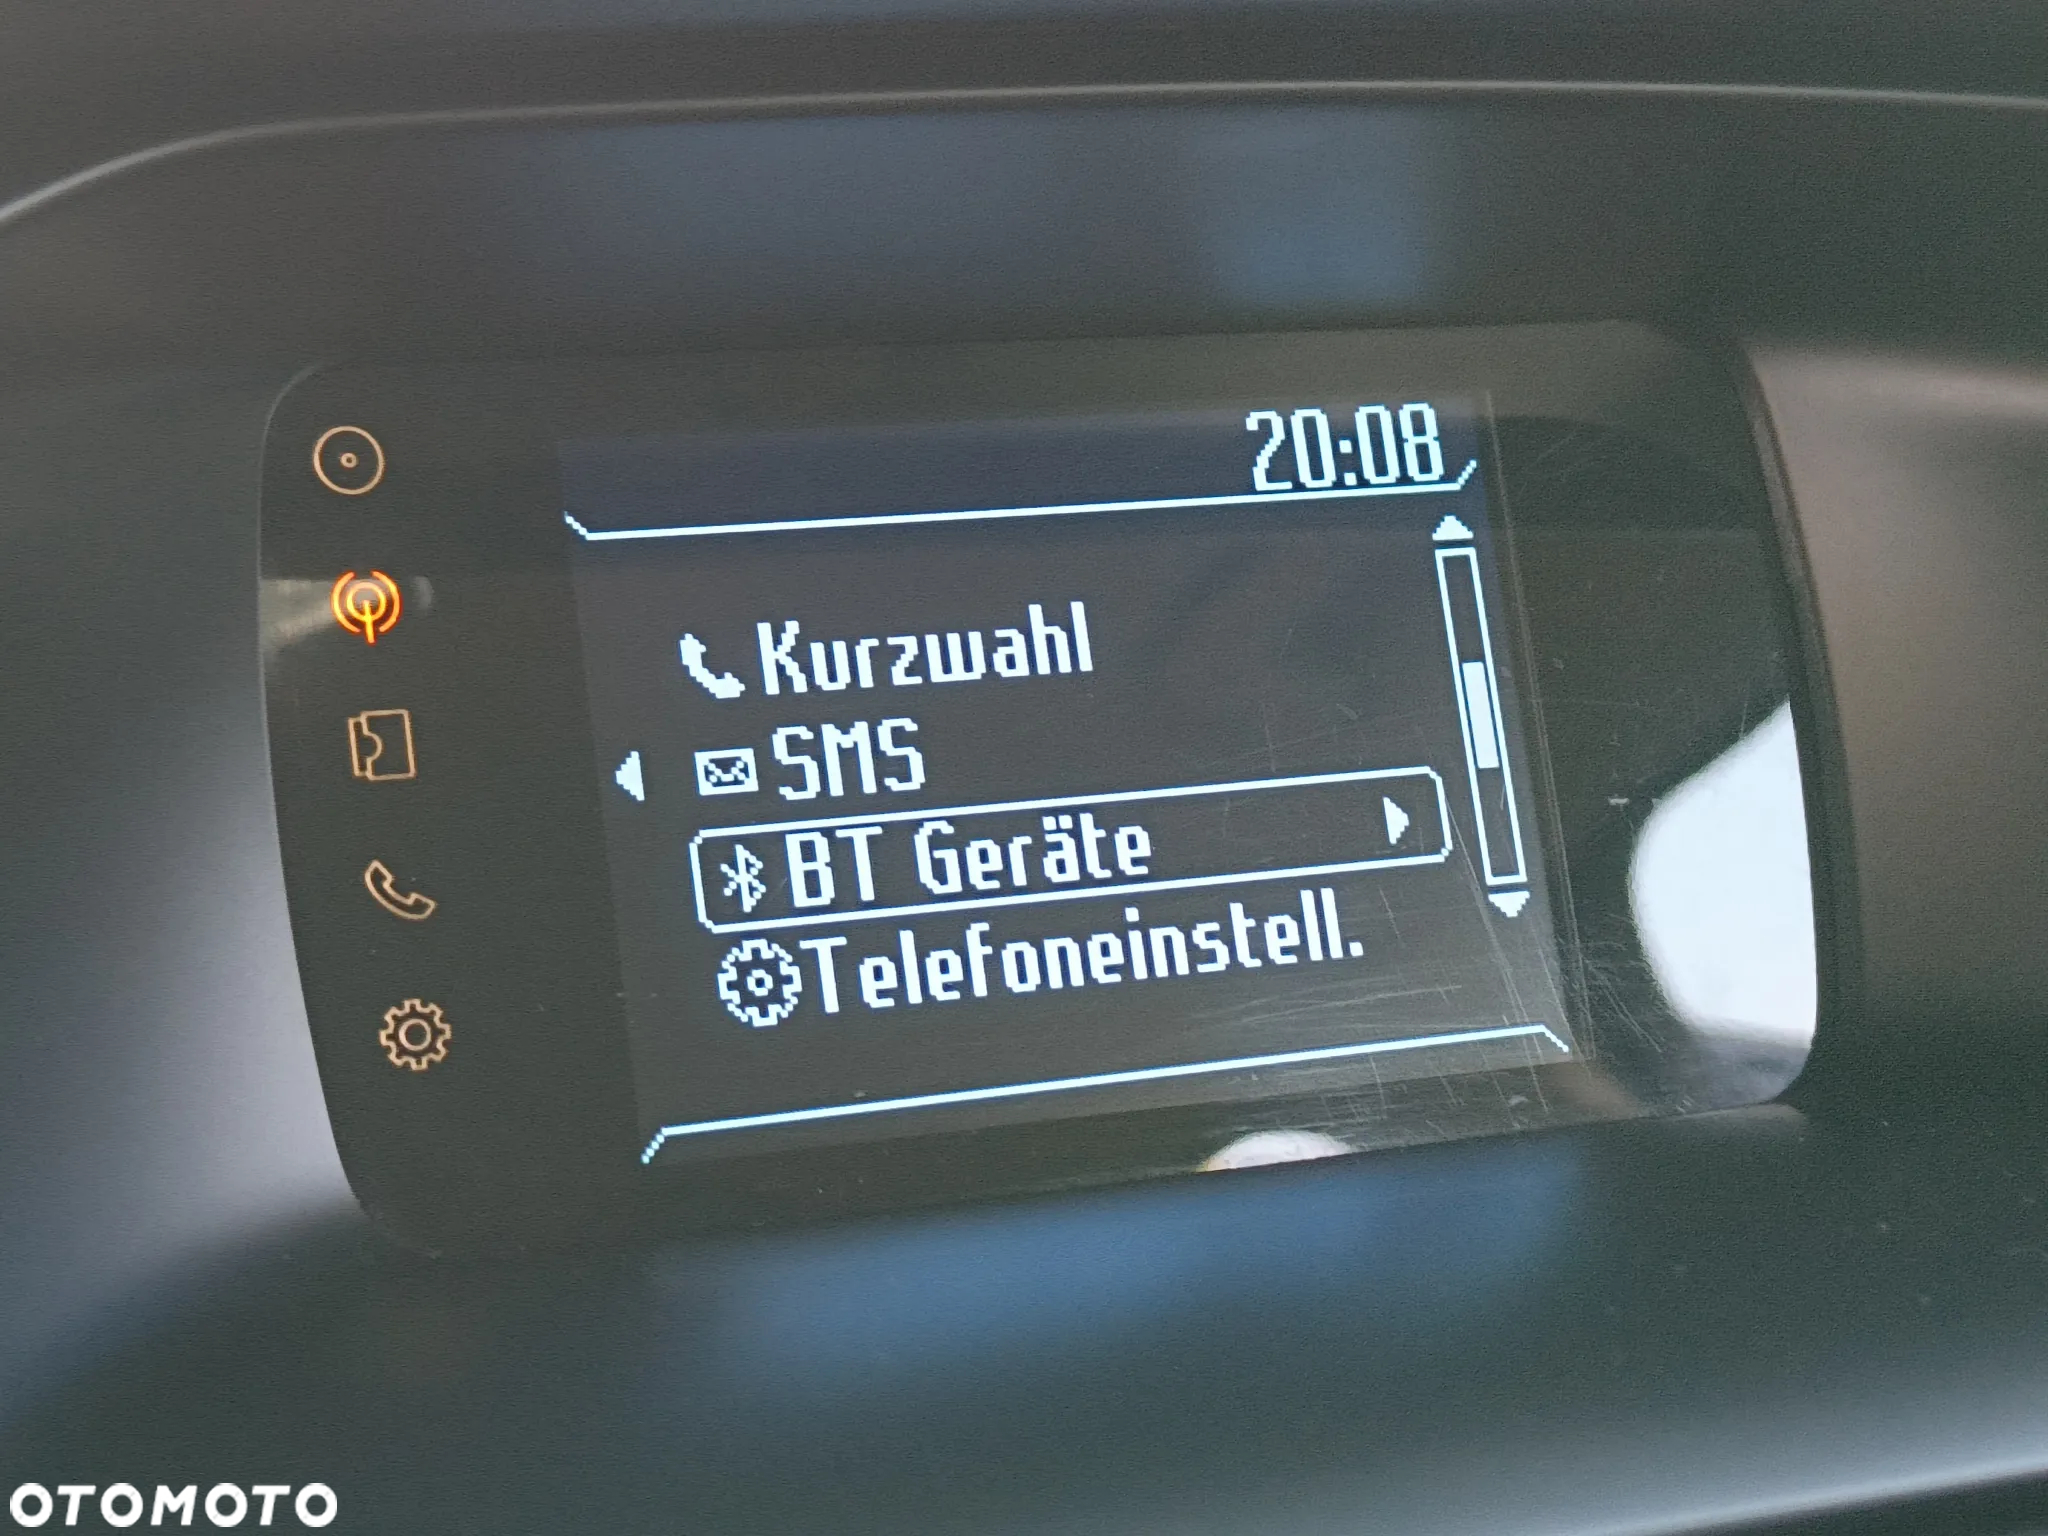 20:08
Kurzwahl
SMS
BT Geräte
Telefoneinstell.
OTOMOTO